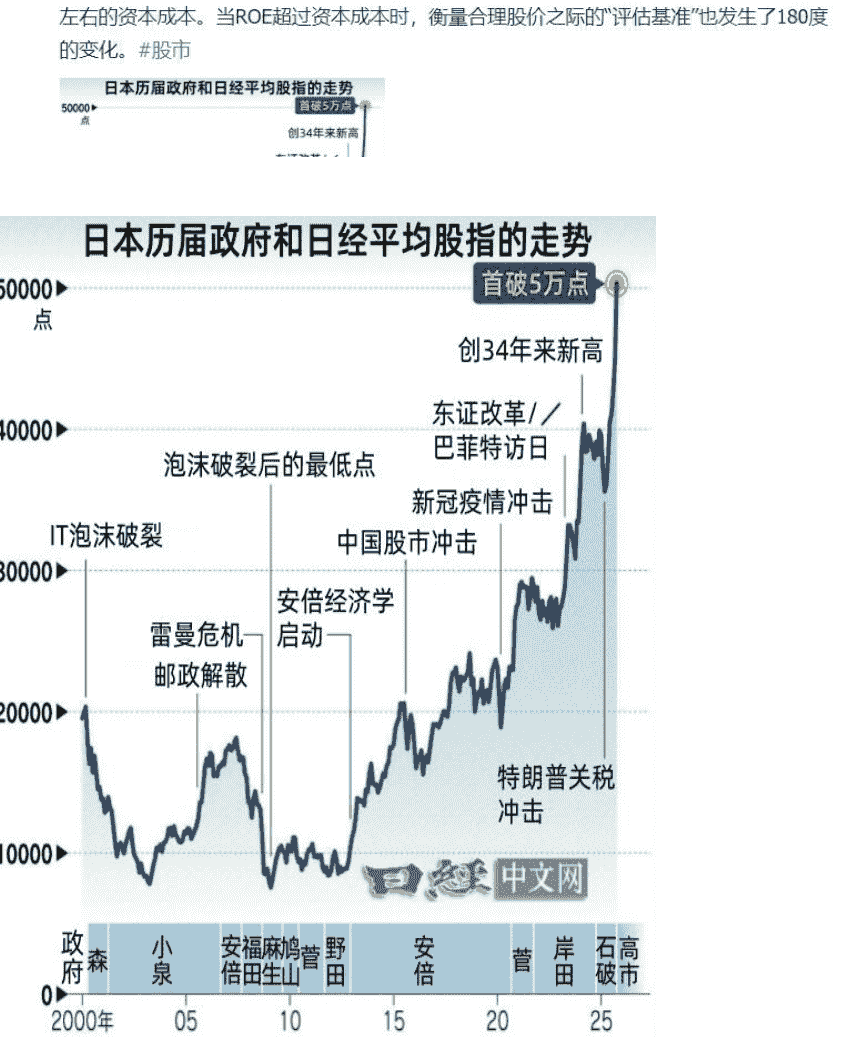 左右的资本成本。当ROE超过资本成本时，衡量合理股价之际的“评估基准”也发生了180度
的变化。#股市
日本历届政府和日经平均股指的走势
50000
首破5万点
点
创34年来新高
日本历届政府和日经平均股指的走势
50000
首破5万点
点
创34年来新高
东证改革/／
40000
巴菲特访日
泡沫破裂后的最低点
新冠疫情冲击
IT泡沫破裂
中国股市冲击
30000
安倍经济学
雷曼危机
启动
邮政解散
20000
特朗普关税
冲击
10000
日経中文网
政府 森 小泉 安倍 福田 麻生 鸠山 菅 野田 安倍 菅 岸田 石破 高市
0
2000年 05 10 15 20 25